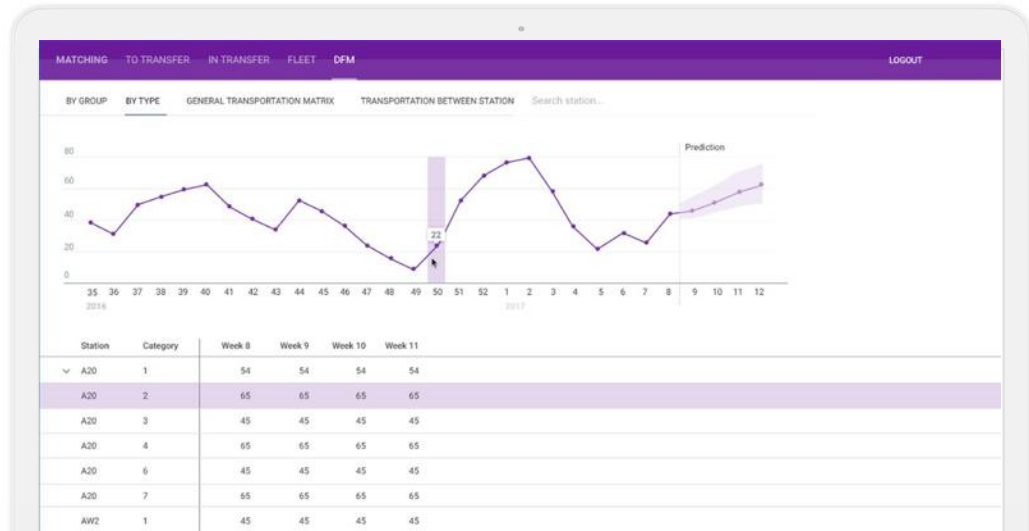 MATCHING TO TRANSFER IN TRANSFER FLEET DFM LOGOUT
BY GROUP BY TYPE GENERAL TRANSPORTATION MATRIX TRANSPORTATION BETWEEN STATION Search station...
Prediction
80
60
40
22
20
0
35 36 37 38 39 40 41 42 43 44 45 46 47 48 49 50 51 52 1 2 3 4 5 6 7 8 9 10 11 12
2016 2017
Station Category Week 8 Week 9 Week 10 Week 11
A20 1 54 54 54 54
A20 2 65 65 65 65
A20 3 45 45 45 45
A20 4 65 65 65 65
A20 6 45 45 45 45
A20 7 65 65 65 65
AW2 1 45 45 45 45